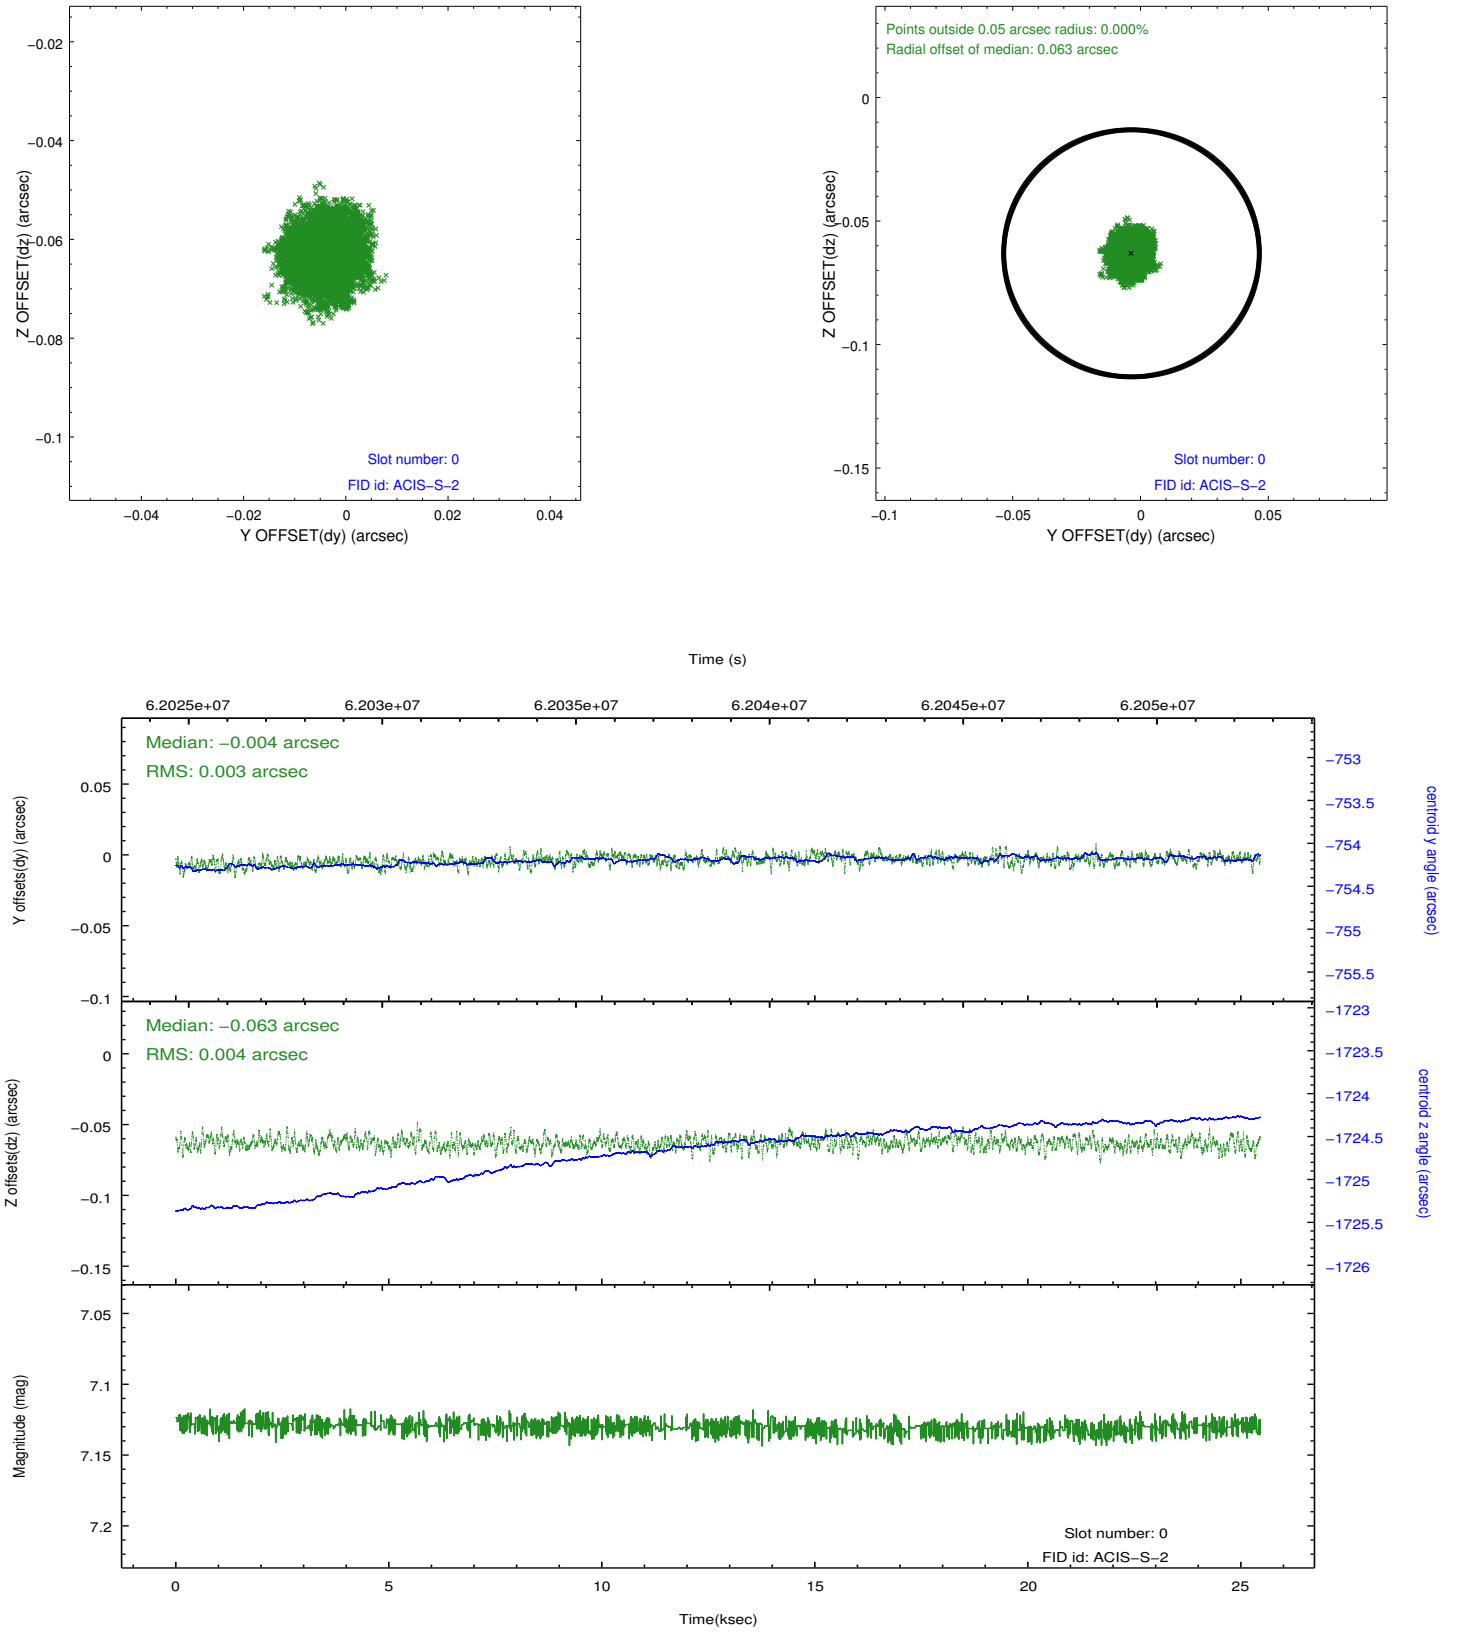 −0.02
−0.04
−0.06
−0.08
−0.1
Z OFFSET(dz) (arcsec)
Slot number: 0
FID id: ACIS−S−2
−0.04
−0.02
0
0.02
0.04
Y OFFSET(dy) (arcsec)
Points outside 0.05 arcsec radius: 0.000%
Radial offset of median: 0.063 arcsec
0
−0.05
−0.1
−0.15
Z OFFSET(dz) (arcsec)
Slot number: 0
FID id: ACIS−S−2
−0.1
−0.05
0
0.05
Y OFFSET(dy) (arcsec)
Time (s)
6.2025e+07
6.203e+07
6.2035e+07
6.204e+07
6.2045e+07
6.205e+07
Median: −0.004 arcsec
RMS: 0.003 arcsec
0.05
0
−0.05
−0.1
Y offsets(dy) (arcsec)
−753
−753.5
−754
−754.5
−755
−755.5
centroid y angle (arcsec)
Median: −0.063 arcsec
RMS: 0.004 arcsec
0
−0.05
−0.1
−0.15
Z offsets(dz) (arcsec)
−1723
−1723.5
−1724
−1724.5
−1725
−1725.5
−1726
centroid z angle (arcsec)
7.05
7.1
7.15
7.2
Magnitude (mag)
Slot number: 0
FID id: ACIS−S−2
0
5
10
15
20
25
Time(ksec)